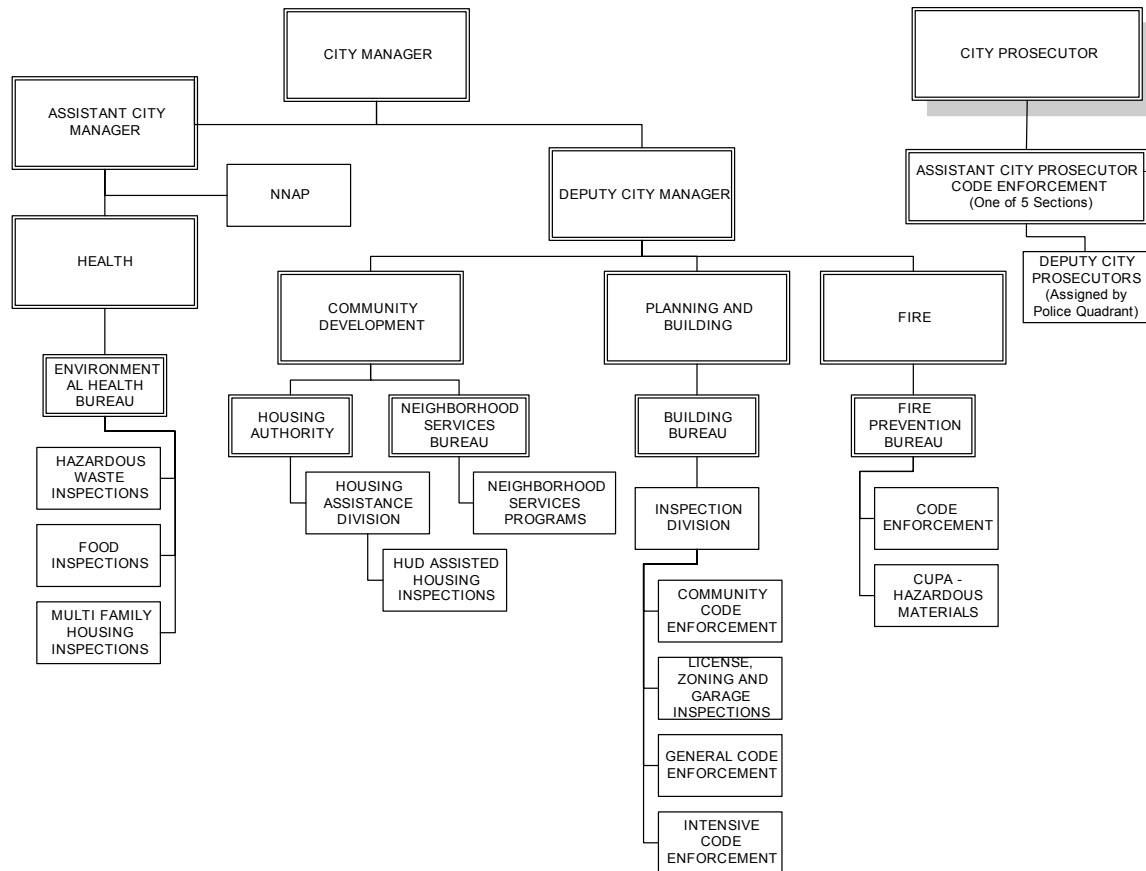 CITY MANAGER
CITY PROSECUTOR
ASSISTANT CITY
MANAGER
NNAP
DEPUTY CITY MANAGER
ASSISTANT CITY PROSECUTOR
CODE ENFORCEMENT
(One of 5 Sections)
HEALTH
DEPUTY CITY
PROSECUTORS
(Assigned by
Police Quadrant)
COMMUNITY
DEVELOPMENT
PLANNING AND
BUILDING
FIRE
ENVIRONMENT
AL HEALTH
BUREAU
HOUSING
AUTHORITY
NEIGHBORHOOD
SERVICES
BUREAU
BUILDING
BUREAU
FIRE
PREVENTION
BUREAU
HAZARDOUS
WASTE
INSPECTIONS
HOUSING
ASSISTANCE
DIVISION
NEIGHBORHOOD
SERVICES
PROGRAMS
INSPECTION
DIVISION
CODE
ENFORCEMENT
FOOD
INSPECTIONS
HUD ASSISTED
HOUSING
INSPECTIONS
COMMUNITY
CODE
ENFORCEMENT
CUPA -
HAZARDOUS
MATERIALS
MULTI FAMILY
HOUSING
INSPECTIONS
LICENSE,
ZONING AND
GARAGE
INSPECTIONS
GENERAL CODE
ENFORCEMENT
INTENSIVE
CODE
ENFORCEMENT